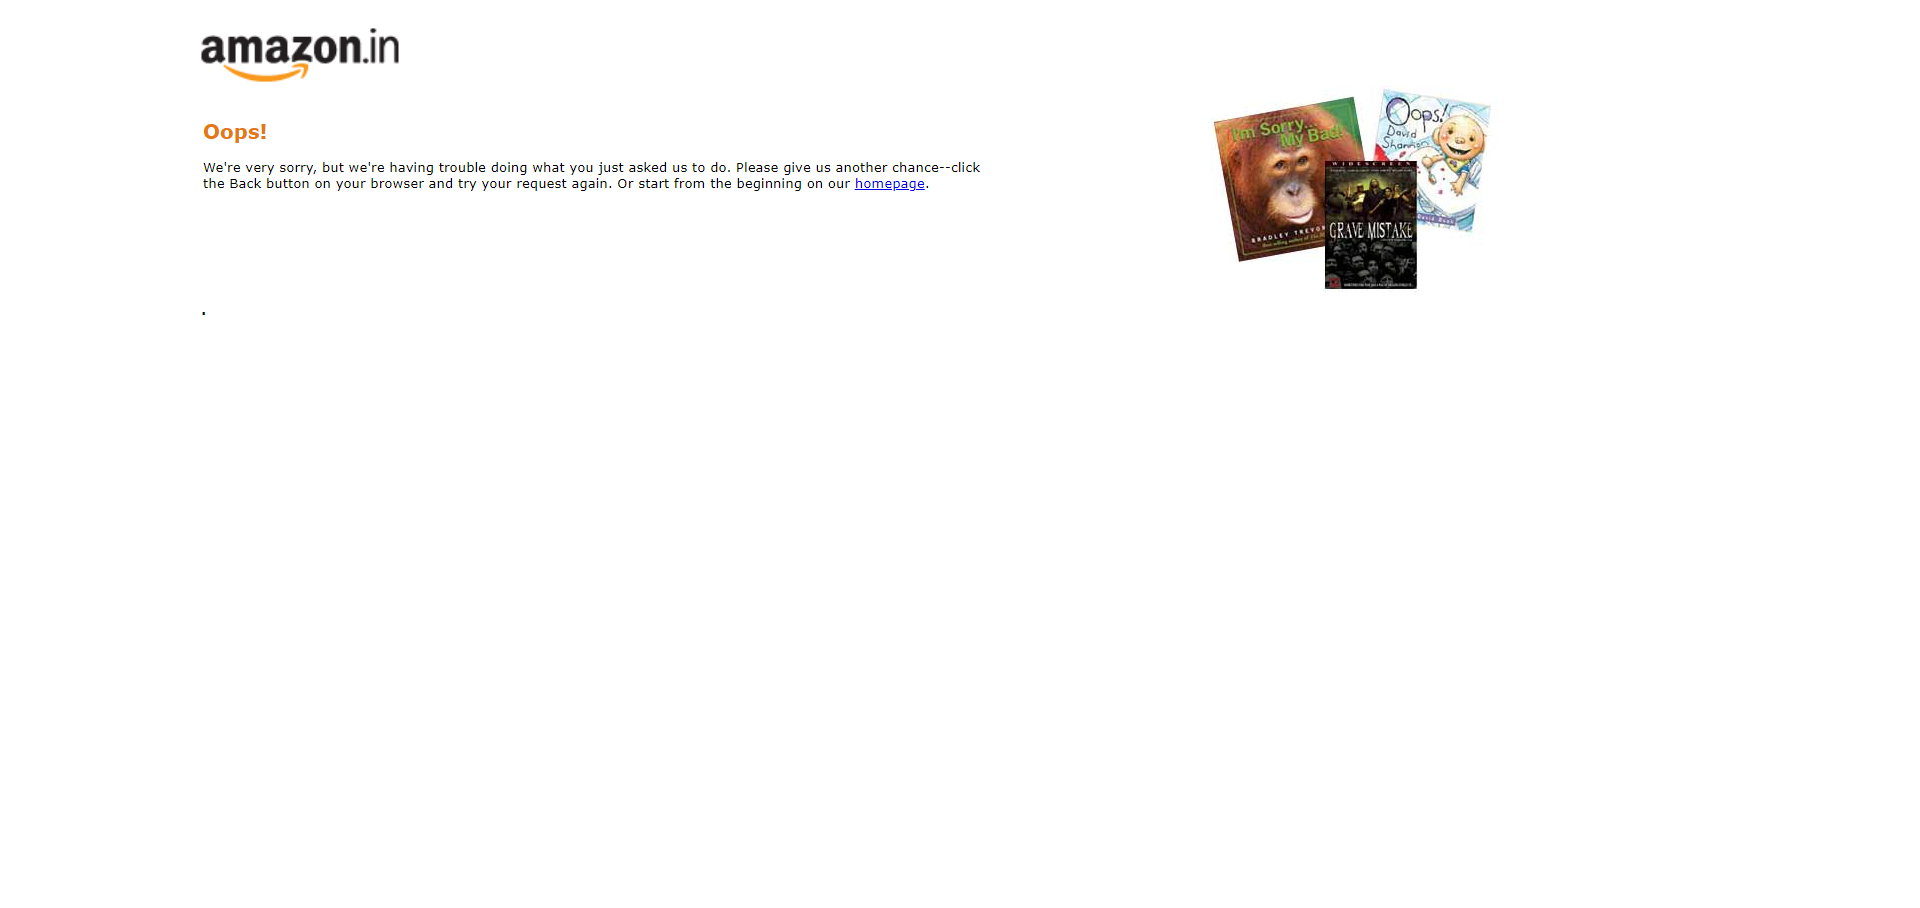 amazon.in
Oops!
We're very sorry, but we're having trouble doing what you just asked us to do. Please give us another chance--click
the Back button on your browser and try your request again. Or start from the beginning on our homepage.
I'm Sorry...
My Bad!
BRADLEY TREVOR
Oops!
David
Shannon
WIDESCREEN
GRAVE MISTAKE
.